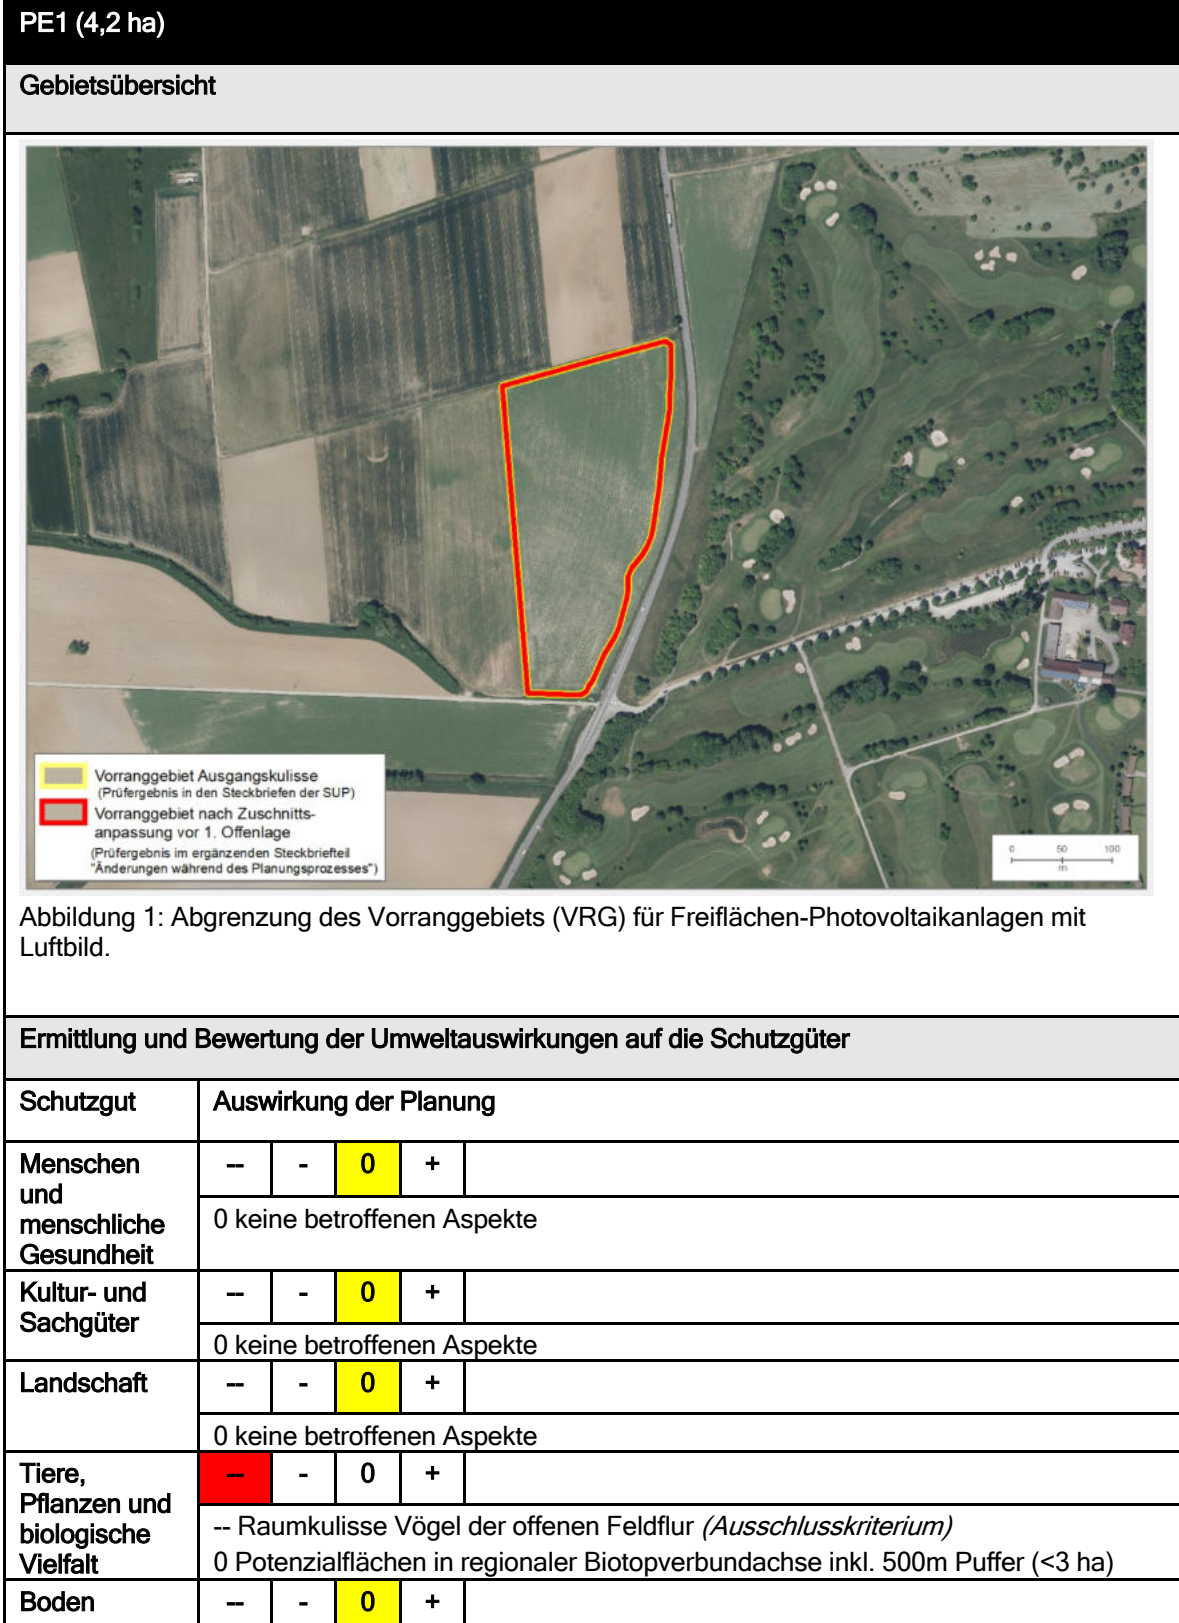 PE1 (4,2 ha)
Gebietsübersicht
Vorranggebiet Ausgangskulisse
(Prüfergebnis in den Steckbriefen der SUP)
Vorranggebiet nach Zuschnitts-
anpassung vor 1. Offenlage
(Prüfergebnis im ergänzenden Steckbriefteil
"Änderungen während des Planungsprozesses")
0 50 100
m
Abbildung 1: Abgrenzung des Vorranggebiets (VRG) für Freiflächen-Photovoltaikanlagen mit
Luftbild.
Ermittlung und Bewertung der Umweltauswirkungen auf die Schutzgüter
Schutzgut Auswirkung der Planung
Menschen
und
menschliche
Gesundheit
-- - 0 +
0 keine betroffenen Aspekte
Kultur- und
Sachgüter
-- - 0 +
0 keine betroffenen Aspekte
Landschaft
-- - 0 +
0 keine betroffenen Aspekte
Tiere,
Pflanzen und
biologische
Vielfalt
-- - 0 +
-- Raumkulisse Vögel der offenen Feldflur (Ausschlusskriterium)
0 Potenzialflächen in regionaler Biotopverbundachse inkl. 500m Puffer (<3 ha)
Boden
-- - 0 +